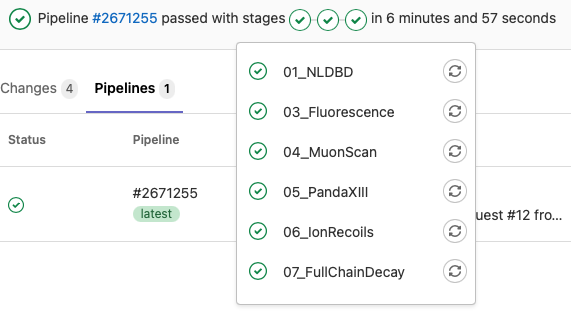 Pipeline #2671255 passed with stages in 6 minutes and 57 seconds
Changes 4 Pipelines 1
Status Pipeline
#2671255
latest
uest #12 fro...
01_NLDBD
03_Fluorescence
04_MuonScan
05_PandaXIII
06_IonRecoils
07_FullChainDecay